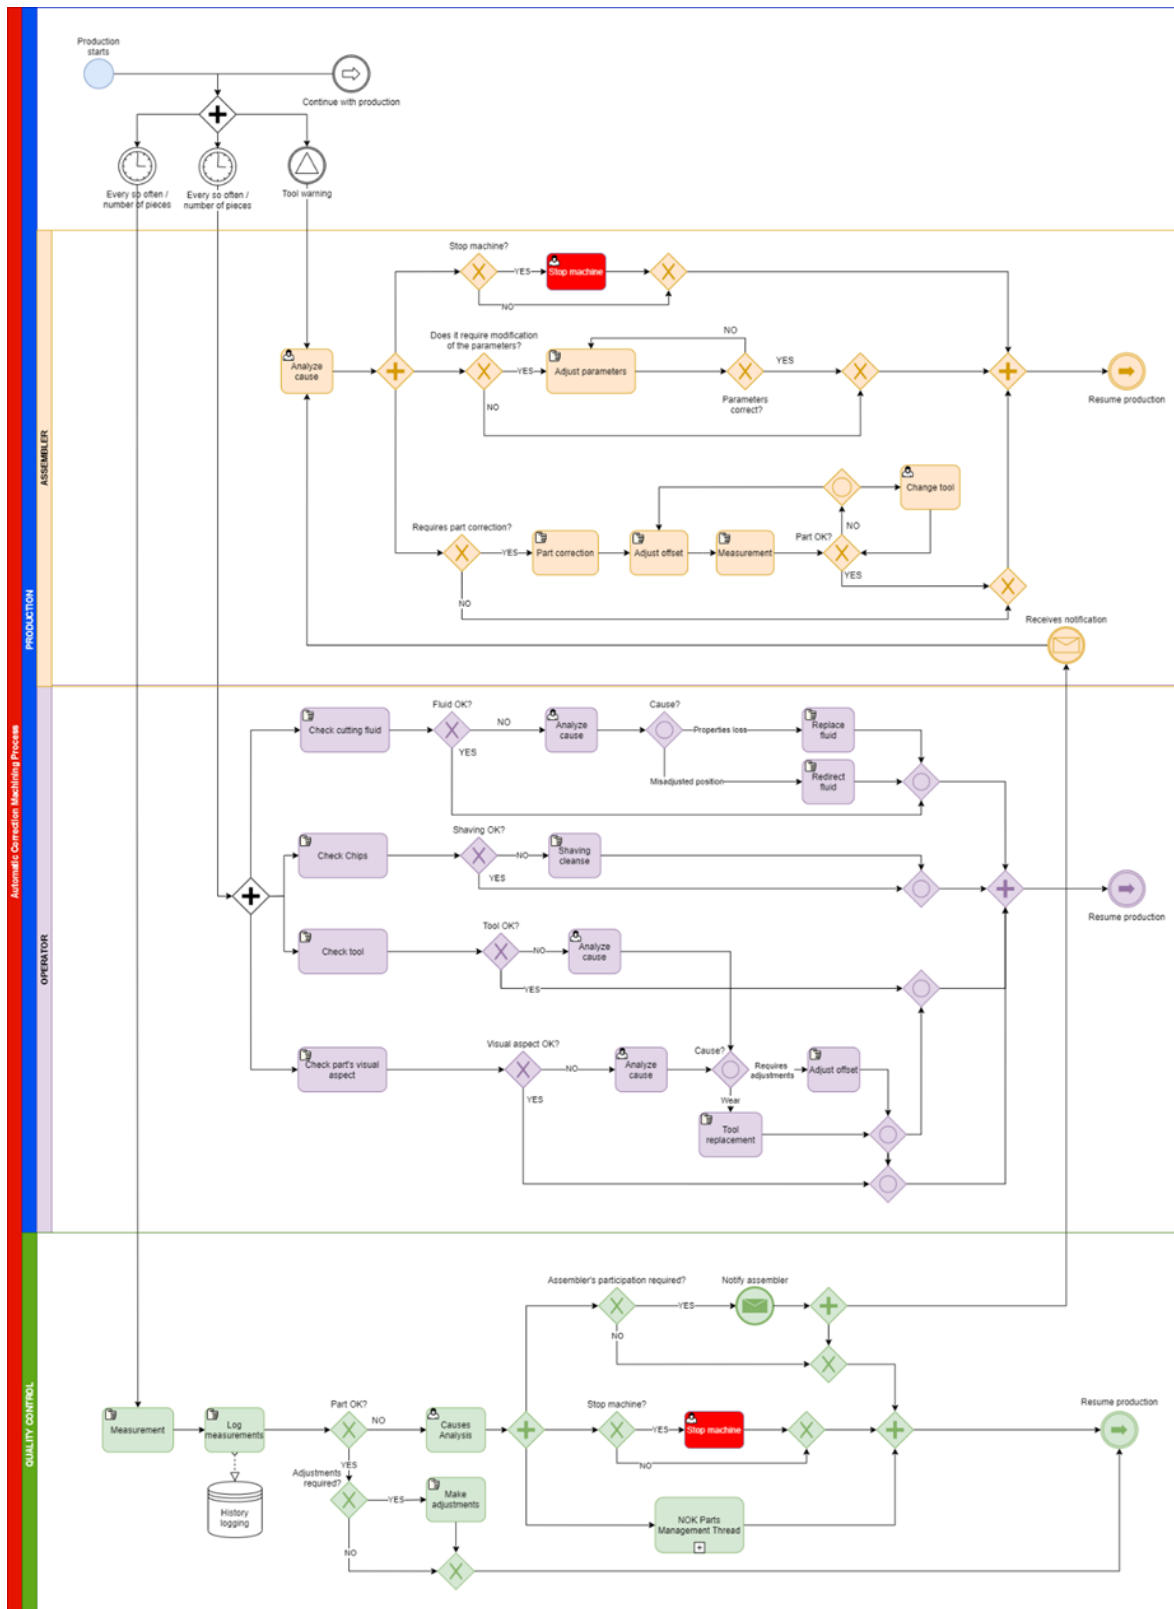 Production
starts
Continue with production
Every so often /
number of pieces
Every so often /
number of pieces
Tool warning
Automatic Correction Machining Process
PRODUCTION
ASSEMBLER
Stop machine?
YES
Stop machine
NO
Does it require modification
of the parameters?
NO
Analyze
cause
YES
Adjust parameters
YES
Parameters
correct?
NO
Resume production
Change tool
Requires part correction?
YES
Part correction
Adjust offset
Measurement
Part OK?
NO
YES
NO
Receives notification
OPERATOR
Fluid OK?
NO
YES
Check cutting fluid
Analyze
cause
Cause?
Properties loss
Replace
fluid
Misadjusted position
Redirect
fluid
Shaving OK?
Check Chips
NO
YES
Shaving
cleanse
Resume production
Tool OK?
Check tool
NO
Analyze
cause
YES
Visual aspect OK?
Check part's visual
aspect
NO
YES
Analyze
cause
Cause?
Requires
adjustments
Adjust offset
Wear
Tool
replacement
QUALITY CONTROL
Assembler's participation required?
YES
NO
Notify assembler
Measurement
Log
measurements
History
logging
Part OK?
NO
YES
Causes
Analysis
Stop machine?
YES
Stop machine
NO
Resume production
Adjustments
required?
YES
Make
adjustments
NO
NOK Parts
Management Thread